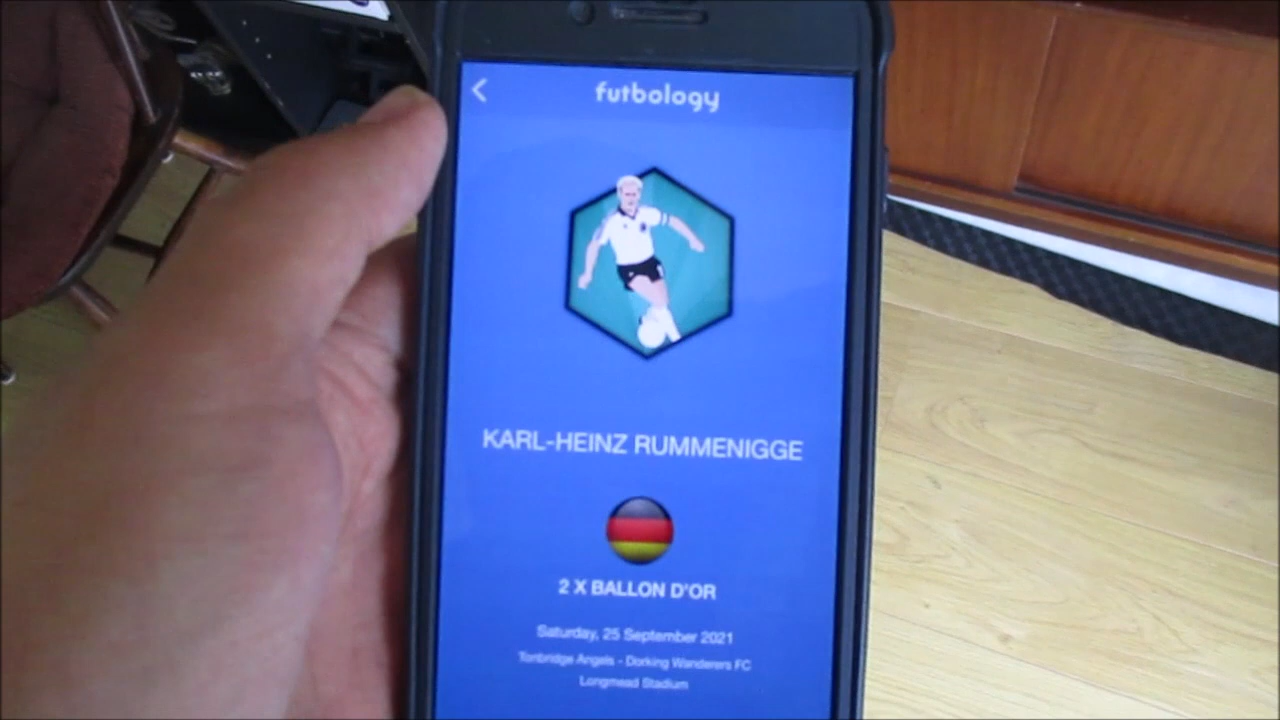 futbology
KARL-HEINZ RUMMENIGGE
2 X BALLON D'OR
Saturday, 25 September 2021
Tonbridge Angels - Dorking Wanderers FC
Longmead Stadium